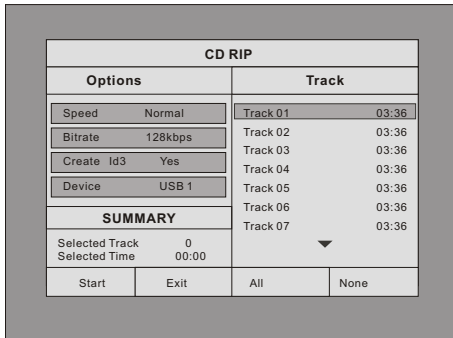 CD RIP
Options
Track
Speed Normal
Bitrate 128kbps
Create Id3 Yes
Device USB 1
SUMMARY
Selected Track 0
Selected Time 00:00
Start
Exit
Track 01 03:36
Track 02 03:36
Track 03 03:36
Track 04 03:36
Track 05 03:36
Track 06 03:36
Track 07 03:36
All
None